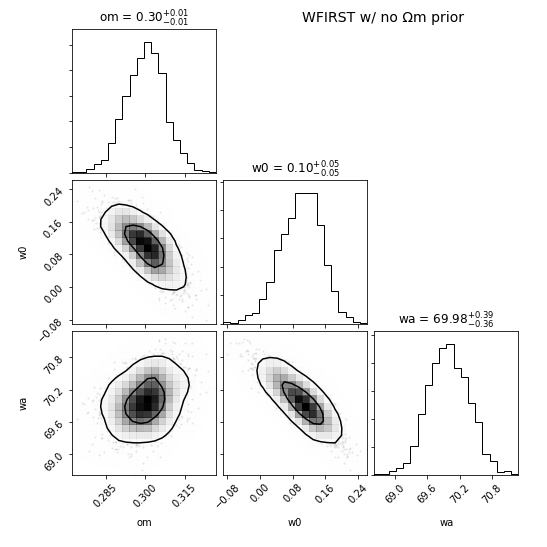 om = 0.30+0.01−0.01
WFIRST w/ no Ωm prior
w0 = 0.10+0.05−0.05
w0
0.24
0.16
0.08
0.00
−0.08
wa = 69.98+0.39−0.36
wa
70.8
70.2
69.6
69.0
0.285
0.300
0.315
−0.08
0.00
0.08
0.16
0.24
69.0
69.6
70.2
70.8
om
w0
wa